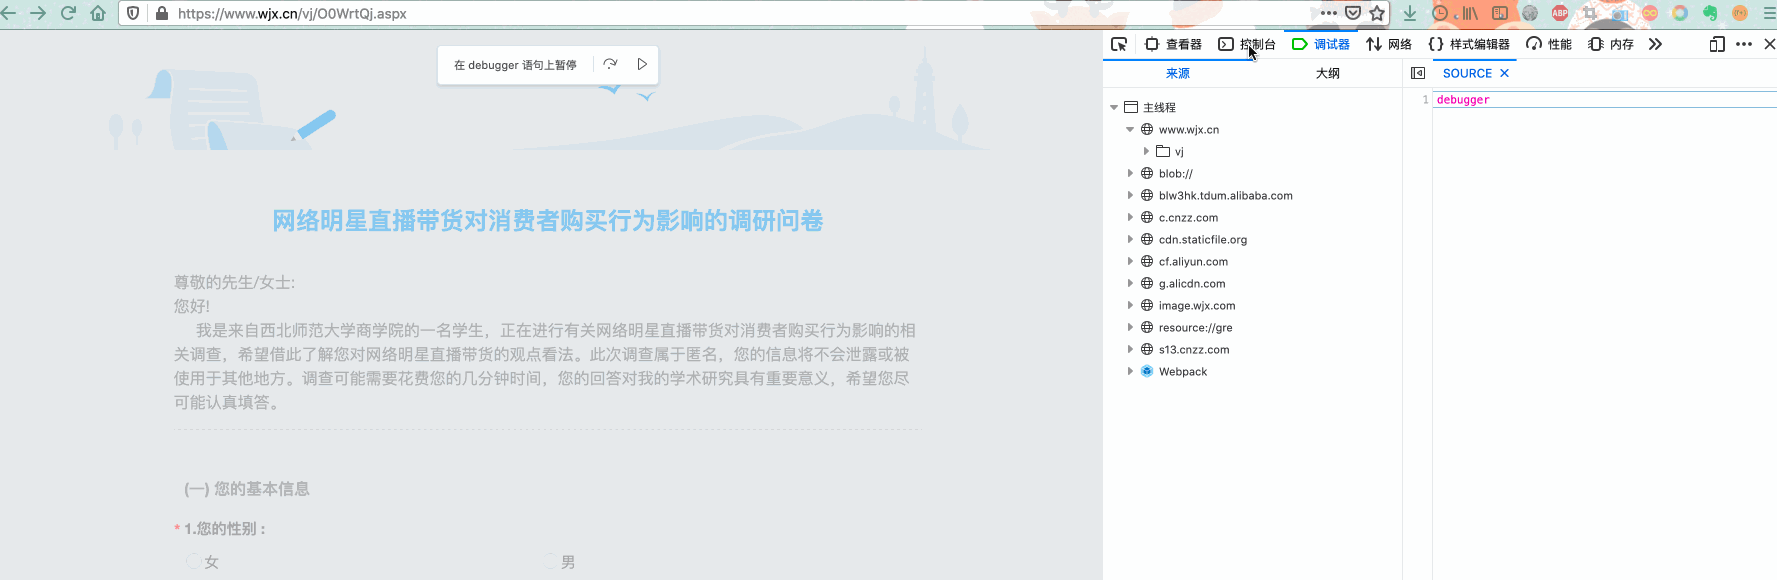 https://www.wjx.cn/vj/O0WrtQj.aspx
ABP
在 debugger 语句上暂停
查看器 控制台 调试器 网络 样式编辑器 性能 内存
来源 大纲
SOURCE
1 debugger
主线程
www.wjx.cn
vj
blob://
blw3hk.tdum.alibaba.com
c.cnzz.com
cdn.staticfile.org
cf.aliyun.com
g.alicdn.com
image.wjx.com
resource://gre
s13.cnzz.com
Webpack
网络明星直播带货对消费者购买行为影响的调研问卷
尊敬的先生/女士:
您好!
我是来自西北师范大学商学院的一名学生，正在进行有关网络明星直播带货对消费者购买行为影响的相
关调查，希望借此了解您对网络明星直播带货的观点看法。此次调查属于匿名，您的信息将不会泄露或被
使用于其他地方。调查可能需要花费您的几分钟时间，您的回答对我的学术研究具有重要意义，希望您尽
可能认真填答。
(一) 您的基本信息
* 1.您的性别：
女 男